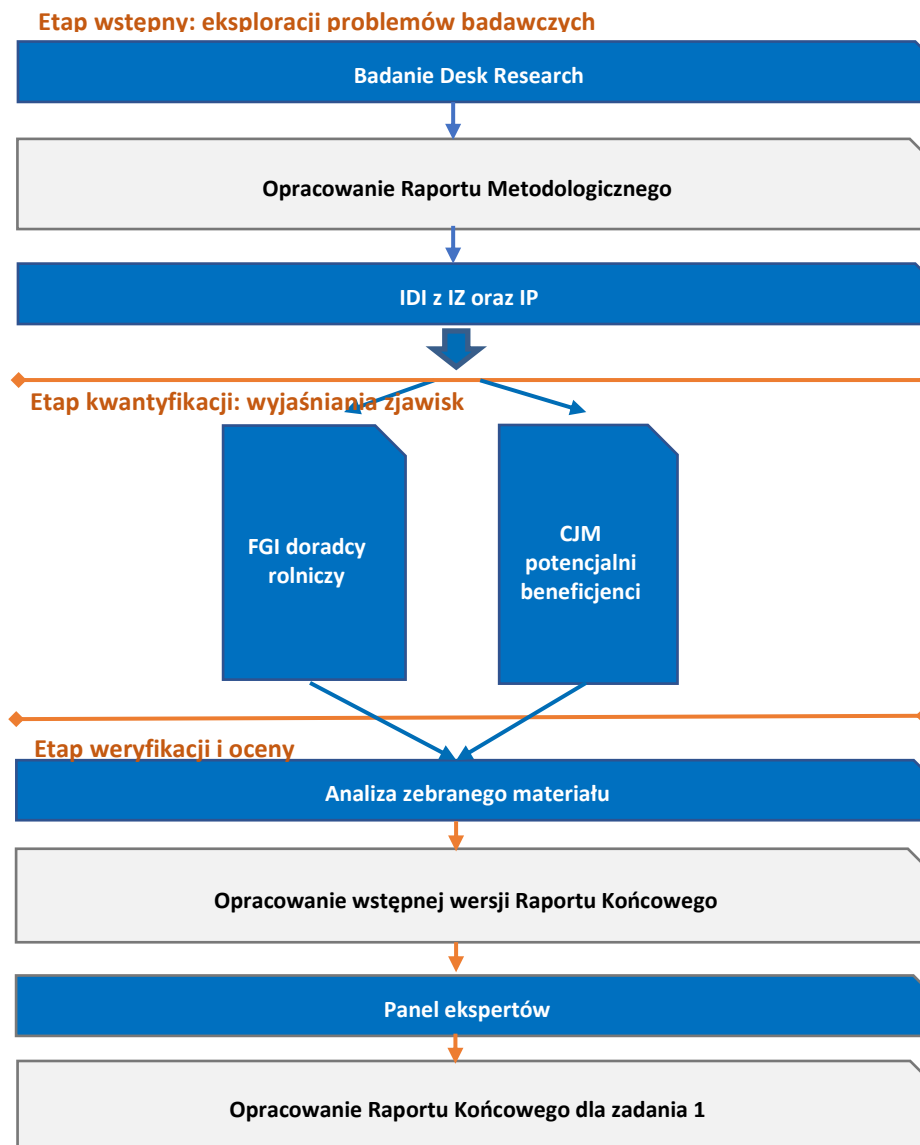 Etap wstępny: eksploracji problemów badawczych
Badanie Desk Research
Opracowanie Raportu Metodologicznego
IDI z IZ oraz IP
Etap kwantyfikacji: wyjaśniania zjawisk
FGI doradcy
rolniczy
CJM
potencjalni
beneficjenci
Etap weryfikacji i oceny
Analiza zebranego materiału
Opracowanie wstępnej wersji Raportu Końcowego
Panel ekspertów
Opracowanie Raportu Końcowego dla zadania 1